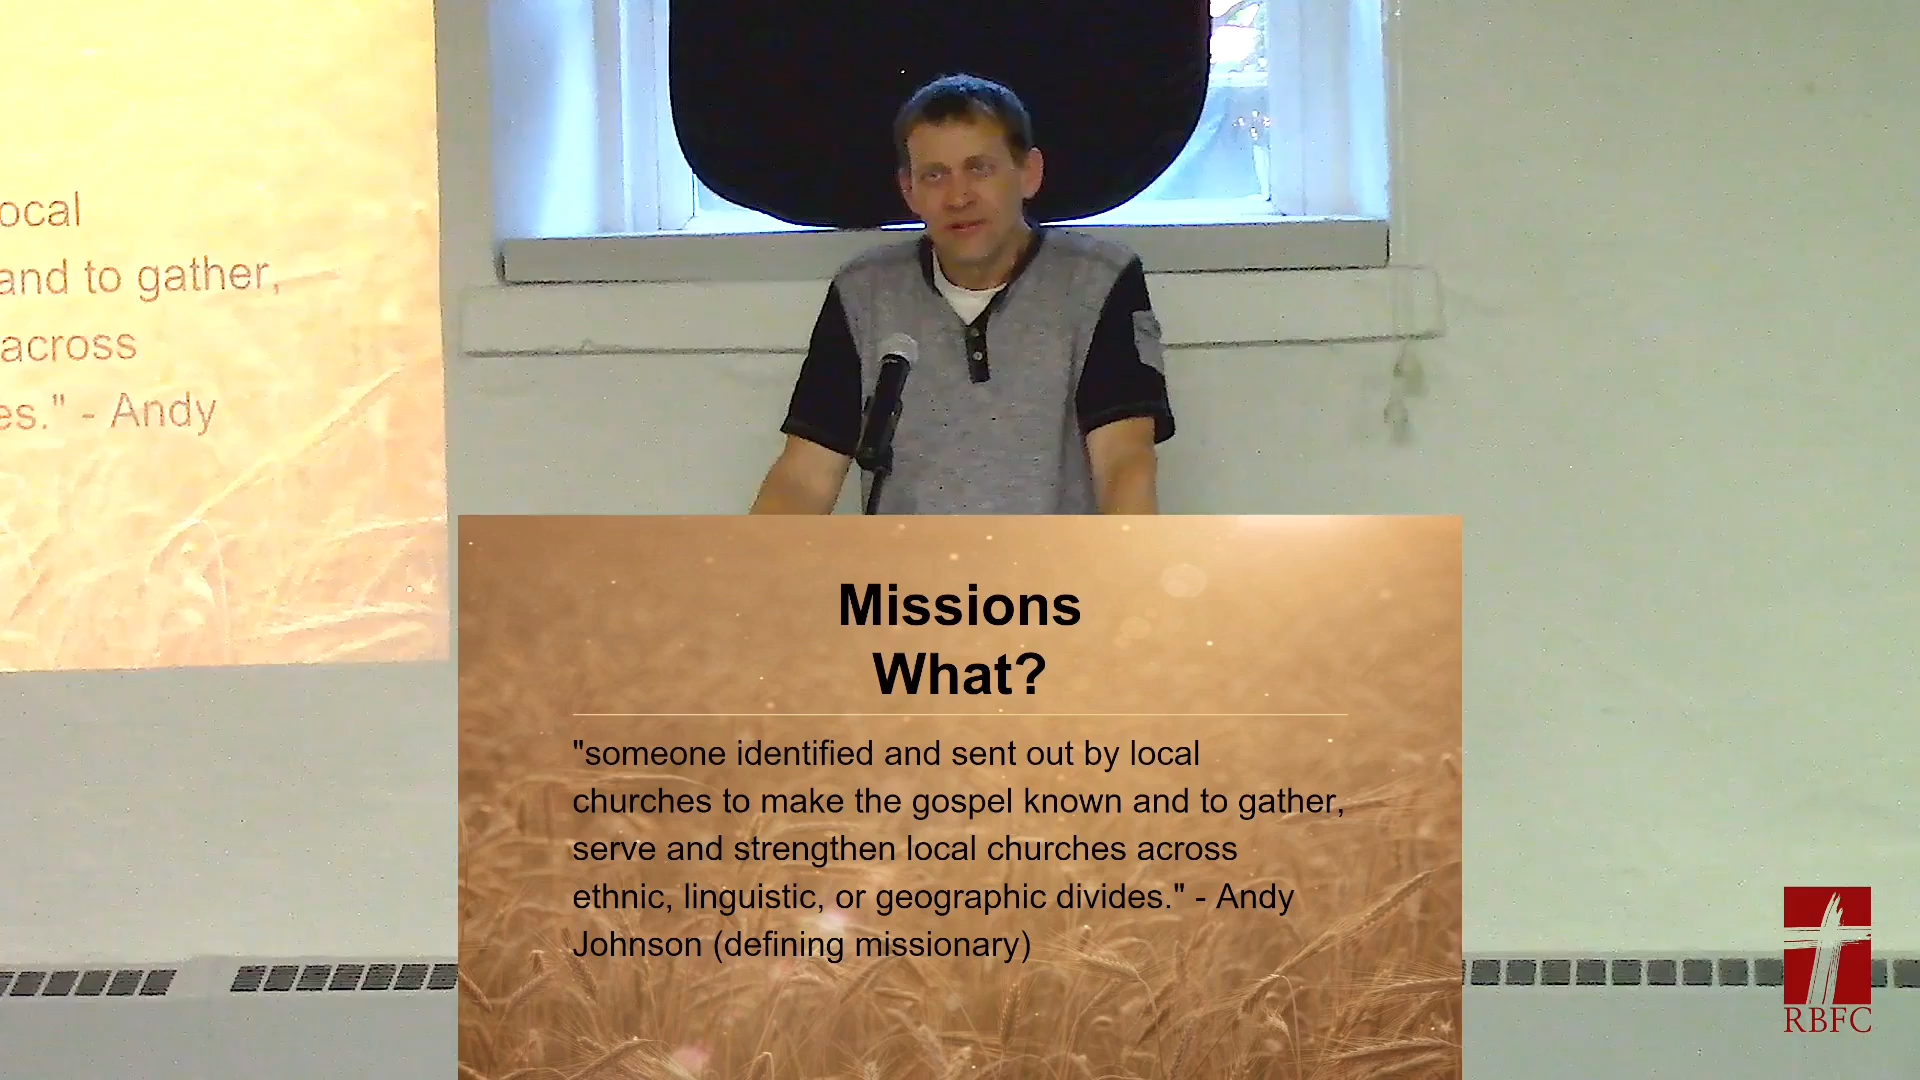 ocal
and to gather,
across
es." - Andy
Missions
What?
"someone identified and sent out by local
churches to make the gospel known and to gather,
serve and strengthen local churches across
ethnic, linguistic, or geographic divides." - Andy
Johnson (defining missionary)
RBFC